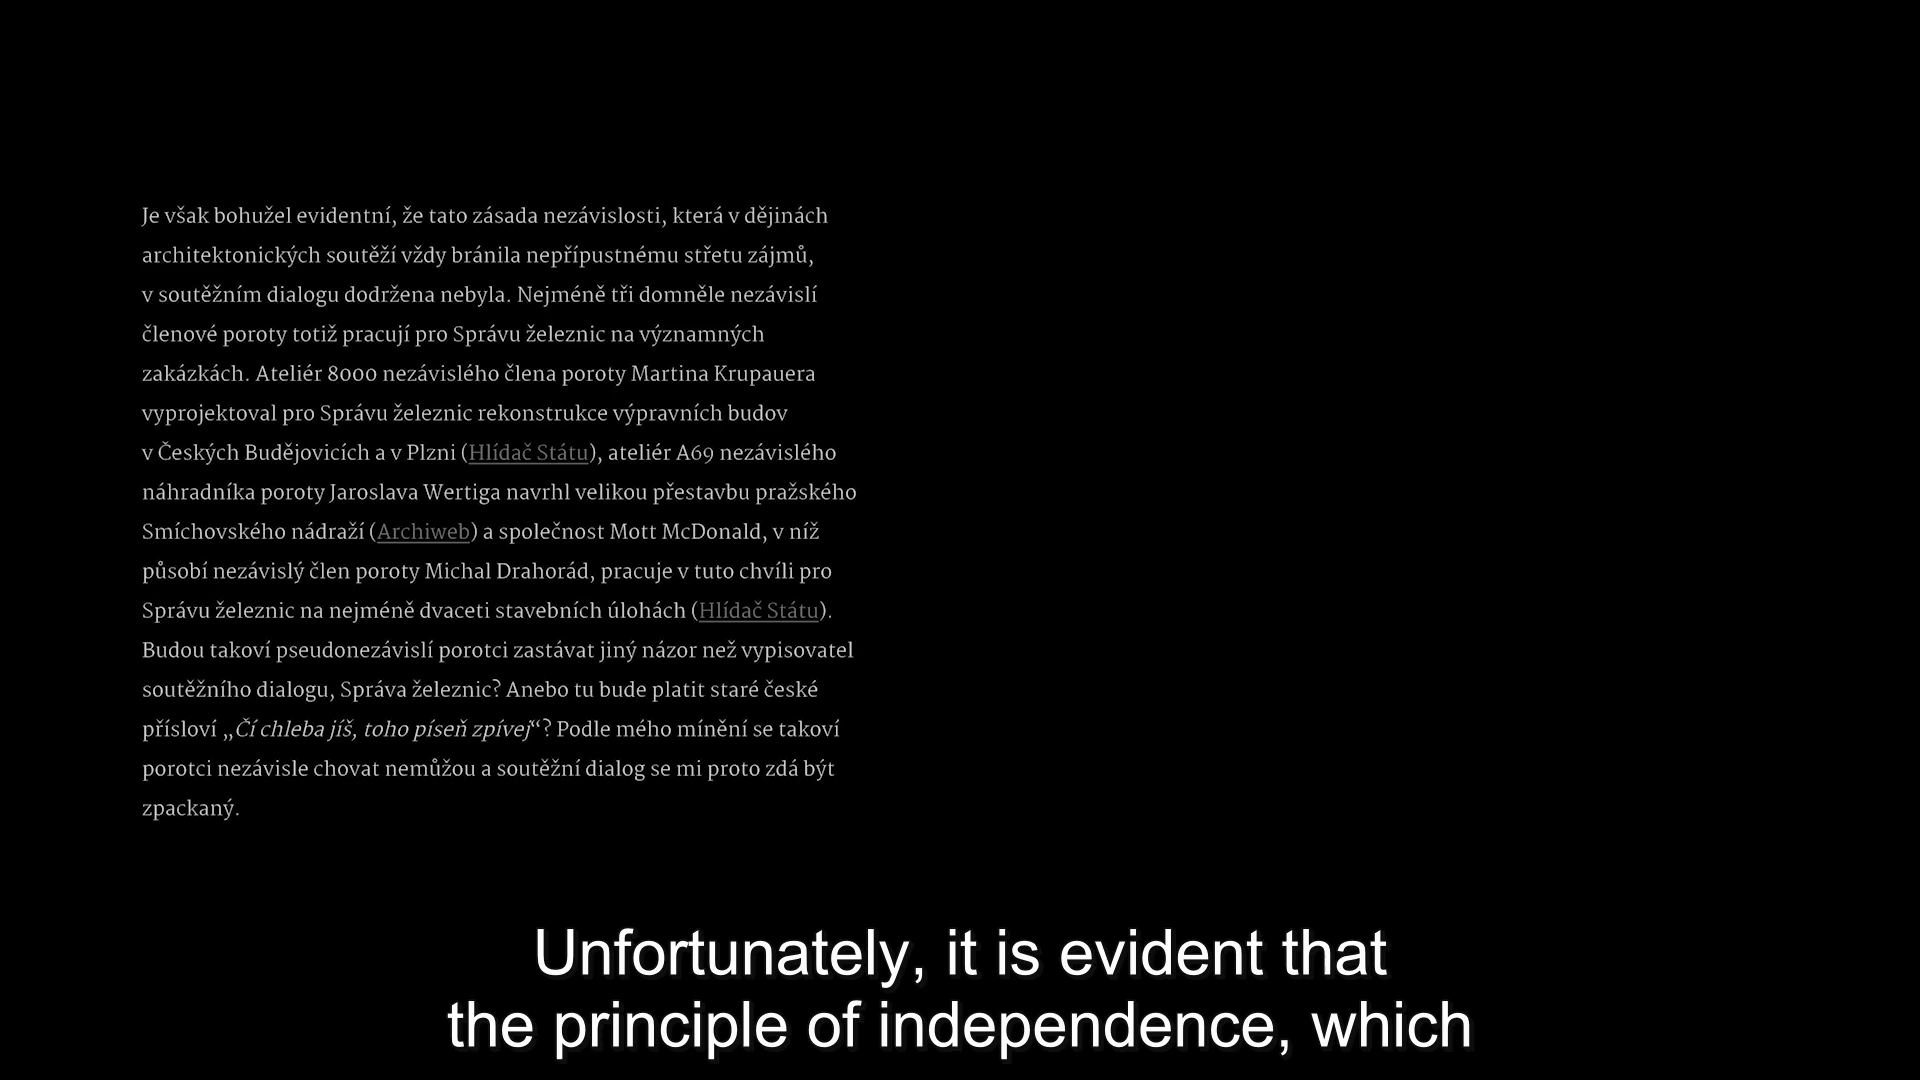 Je však bohužel evidentní, že tato zásada nezávislosti, která v dějinách
architektonických soutěží vždy bránila nepřípustnému střetu zájmů,
v soutěžním dialogu dodržena nebyla. Nejméně tři domněle nezávislí
členové poroty totiž pracují pro Správu železnic na významných
zakázkách. Ateliér 8000 nezávislého člena poroty Martina Krupauera
vyprojektoval pro Správu železnic rekonstrukce výpravních budov
v Českých Budějovicích a v Plzni (Hlídač Státu), ateliér A69 nezávislého
náhradníka poroty Jaroslava Wertiga navrhl velikou přestavbu pražského
Smíchovského nádraží (Archiweb) a společnost Mott McDonald, v níž
působí nezávislý člen poroty Michal Drahorád, pracuje v tuto chvíli pro
Správu železnic na nejméně dvaceti stavebních úlohách (Hlídač Státu).
Budou takoví pseudonezávislí porotci zastávat jiný názor než vypisovatel
soutěžního dialogu, Správa železnic? Anebo tu bude platit staré české
přísloví „Čí chleba jíš, toho píseň zpívej“? Podle mého mínění se takoví
porotci nezávisle chovat nemůžou a soutěžní dialog se mi proto zdá být
zpackaný.
Unfortunately, it is evident that
the principle of independence, which